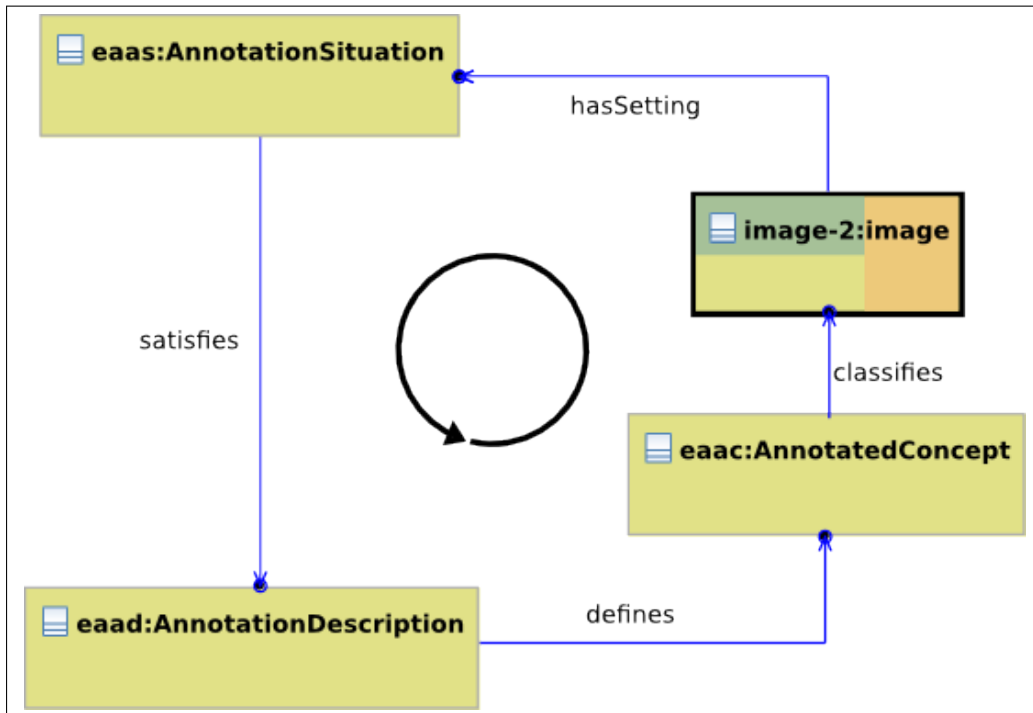 eaas:AnnotationSituation
hasSetting
image-2:image
satisfies
classifies
eaac:AnnotatedConcept
defines
eaad:AnnotationDescription